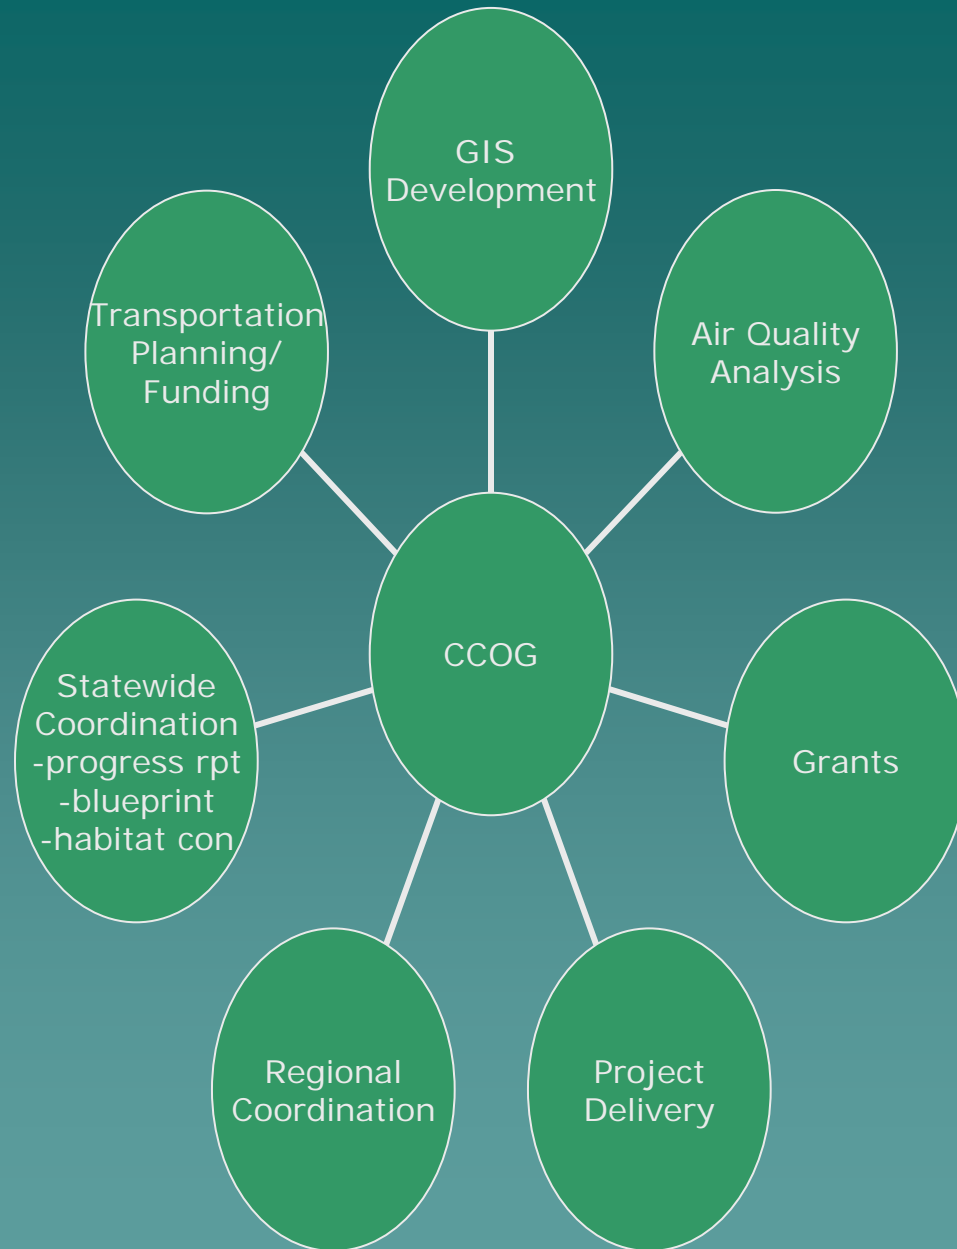 GIS
Development
Transportation
Planning/
Funding
Air Quality
Analysis
CCOG
Statewide
Coordination
-progress rpt
-blueprint
-habitat con
Grants
Regional
Coordination
Project
Delivery